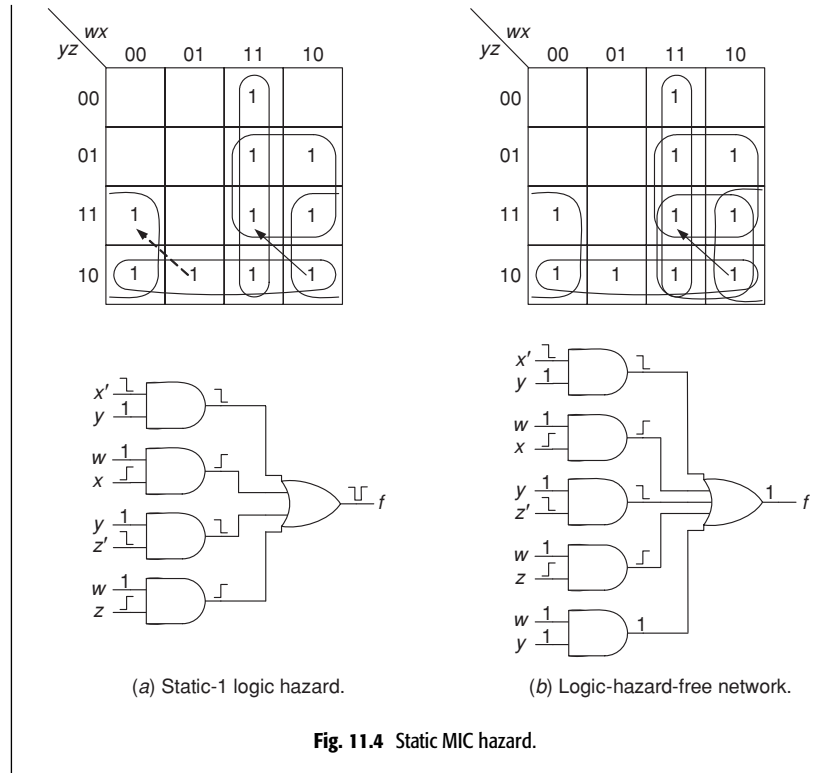 wx wx
yz 00 01 11 10 yz 00 01 11 10
00 1 00 1
01 1 1 01 1 1
11 1 1 1 11 1 1 1
10 1 1 1 1 10 1 1 1 1
x′
y 1
w 1
x
y 1
z′
w 1
z
f
x′
y 1
w 1
x
y 1
z′
w 1
z
w 1
y 1
1
1 f
(a) Static-1 logic hazard.
(b) Logic-hazard-free network.
Fig. 11.4 Static MIC hazard.